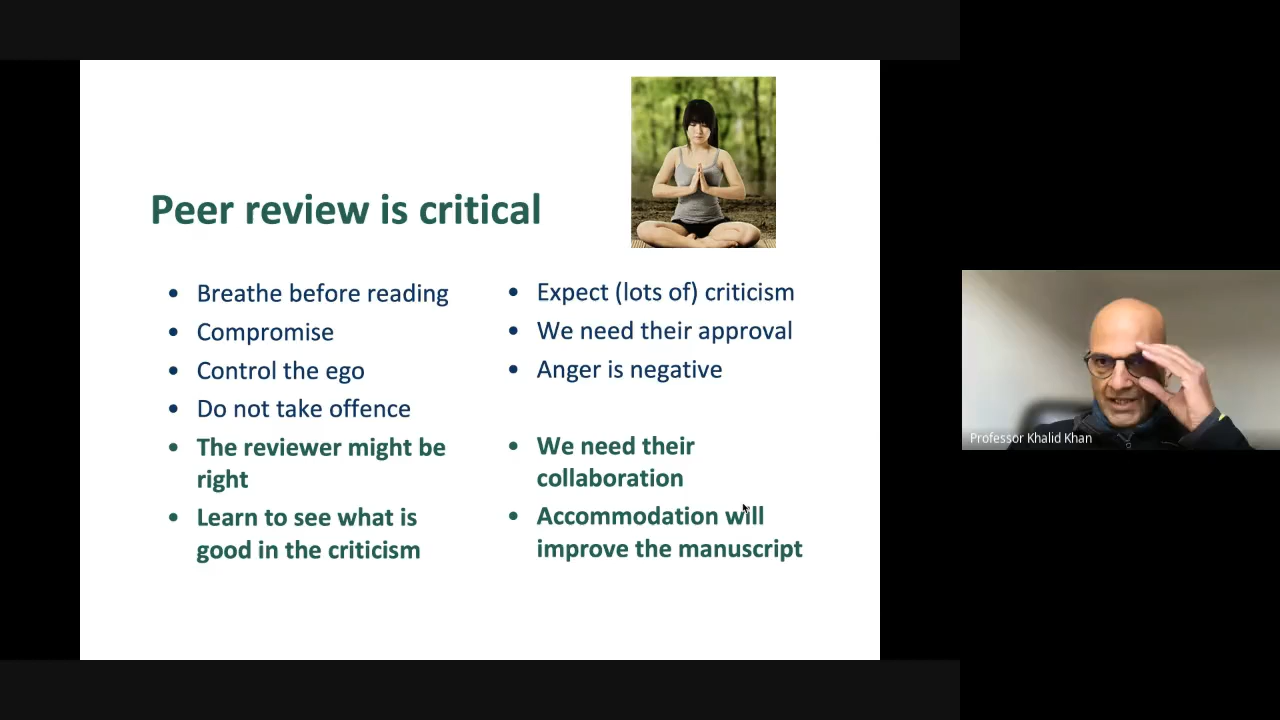 Peer review is critical
• Breathe before reading
• Compromise
• Control the ego
• Do not take offence
• The reviewer might be
right
• Learn to see what is
good in the criticism
• Expect (lots of) criticism
• We need their approval
• Anger is negative
• We need their
collaboration
• Accommodation will
improve the manuscript
Professor Khalid Khan